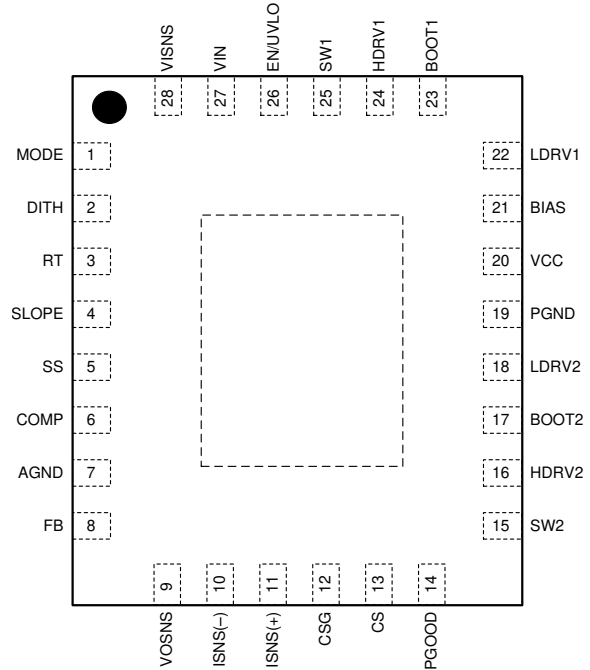 VISNS
VIN
EN/UVLO
SW1
HDRV1
BOOT1
28
27
26
25
24
23
MODE 1
DITH 2
RT 3
SLOPE 4
SS 5
COMP 6
AGND 7
FB 8
22 LDRV1
21 BIAS
20 VCC
19 PGND
18 LDRV2
17 BOOT2
16 HDRV2
15 SW2
9
10
11
12
13
14
VOSNS
ISNS(–)
ISNS(+)
CSG
CS
PGOOD